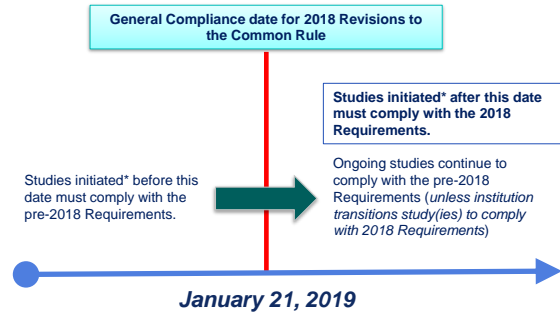 General Compliance date for 2018 Revisions to
the Common Rule
Studies initiated* after this date
must comply with the 2018
Requirements.
Studies initiated* before this
date must comply with the
pre-2018 Requirements.
Ongoing studies continue to
comply with the pre-2018
Requirements (unless institution
transitions study(ies) to comply
with 2018 Requirements)
January 21, 2019